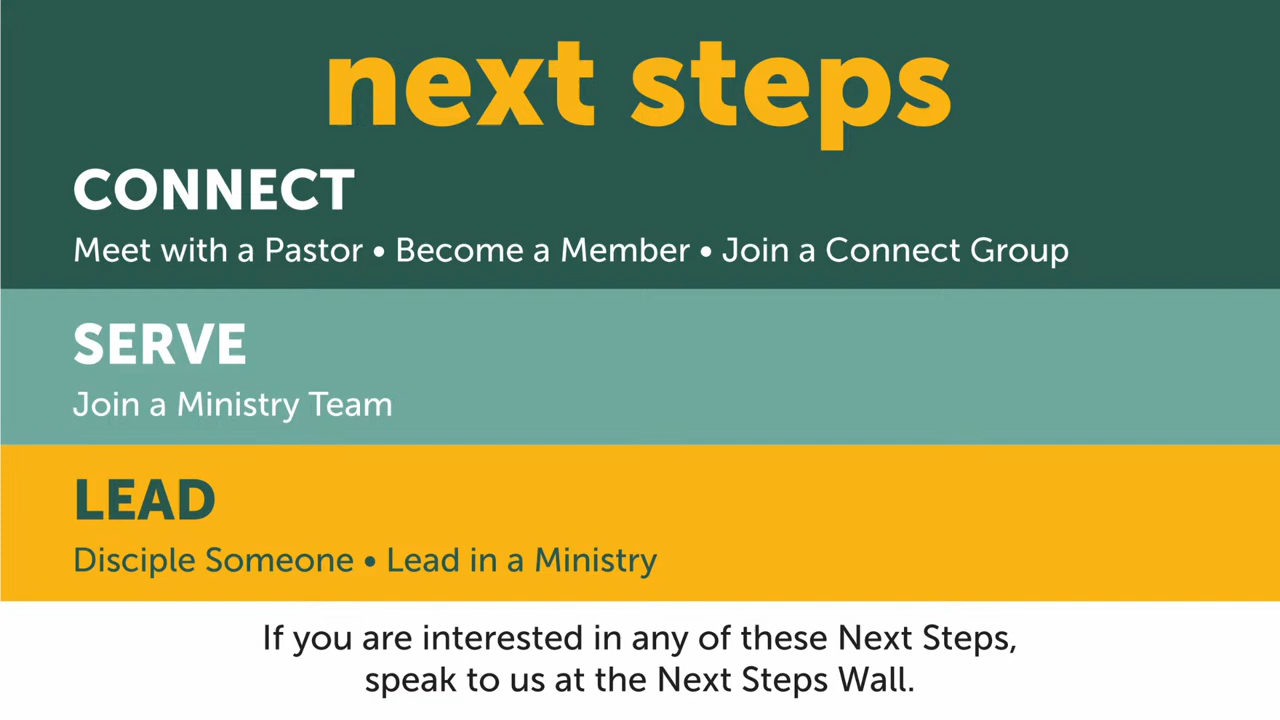 next steps
CONNECT
Meet with a Pastor • Become a Member • Join a Connect Group
SERVE
Join a Ministry Team
LEAD
Disciple Someone • Lead in a Ministry
If you are interested in any of these Next Steps,
speak to us at the Next Steps Wall.